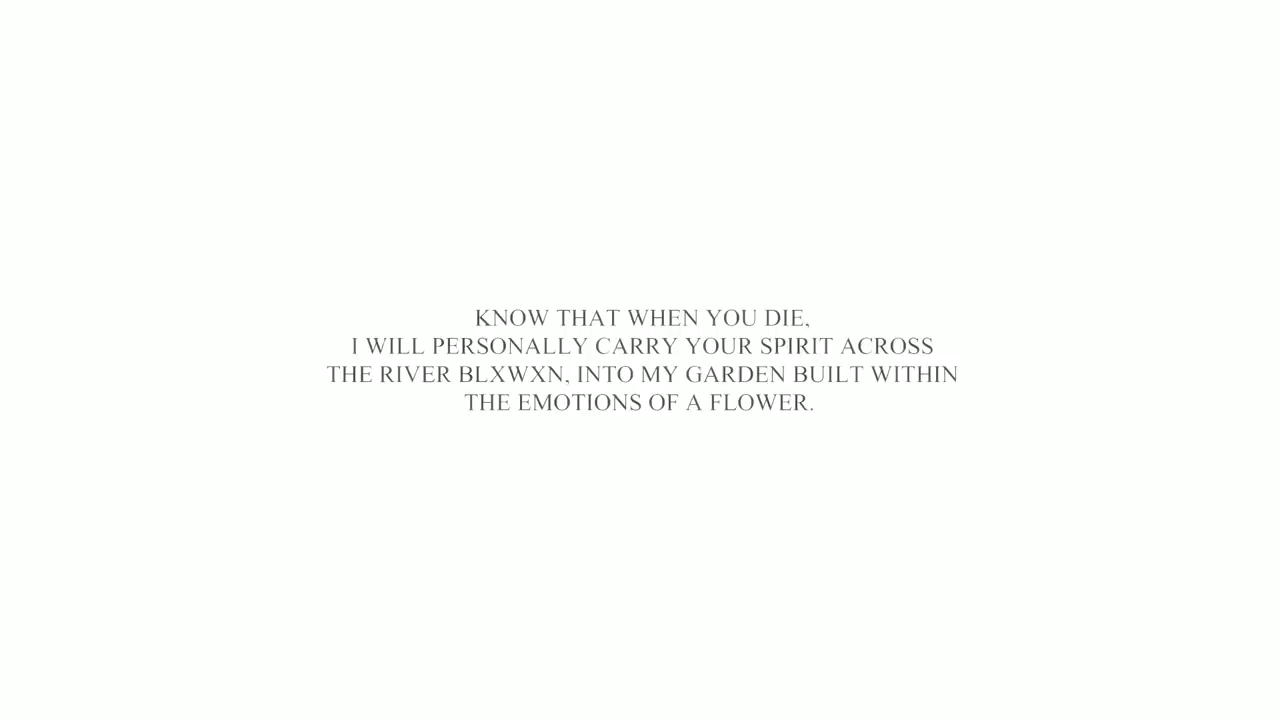 KNOW THAT WHEN YOU DIE,
I WILL PERSONALLY CARRY YOUR SPIRIT ACROSS
THE RIVER BLXWXN, INTO MY GARDEN BUILT WITHIN
THE EMOTIONS OF A FLOWER.